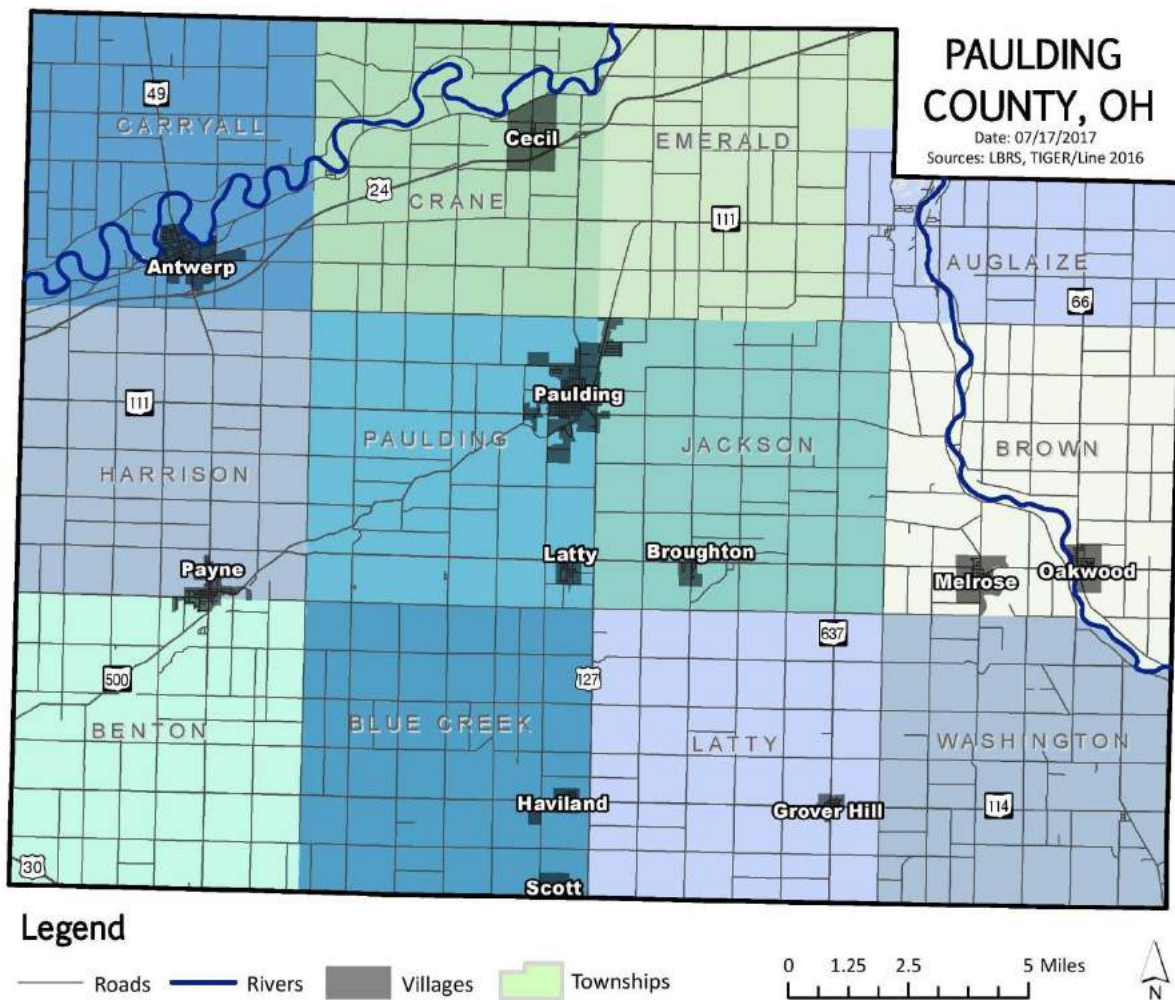 PAULDING
COUNTY, OH
Date: 07/17/2017
Sources: LBRS, TIGER/Line 2016
49
CARRYALL
Cecil
EMERALD
24
CRANE
111
Antwerp
AUGLAIZE
66
111
Paulding
PAULDING
JACKSON
BROWN
HARRISON
Latty
Broughton
Payne
Melrose
Oakwood
637
500
127
BENTON
BLUE CREEK
LATTY
WASHINGTON
Haviland
Grover Hill
114
30
Scott
Legend
Roads
Rivers
Villages
Townships
0 1.25 2.5 5 Miles
N